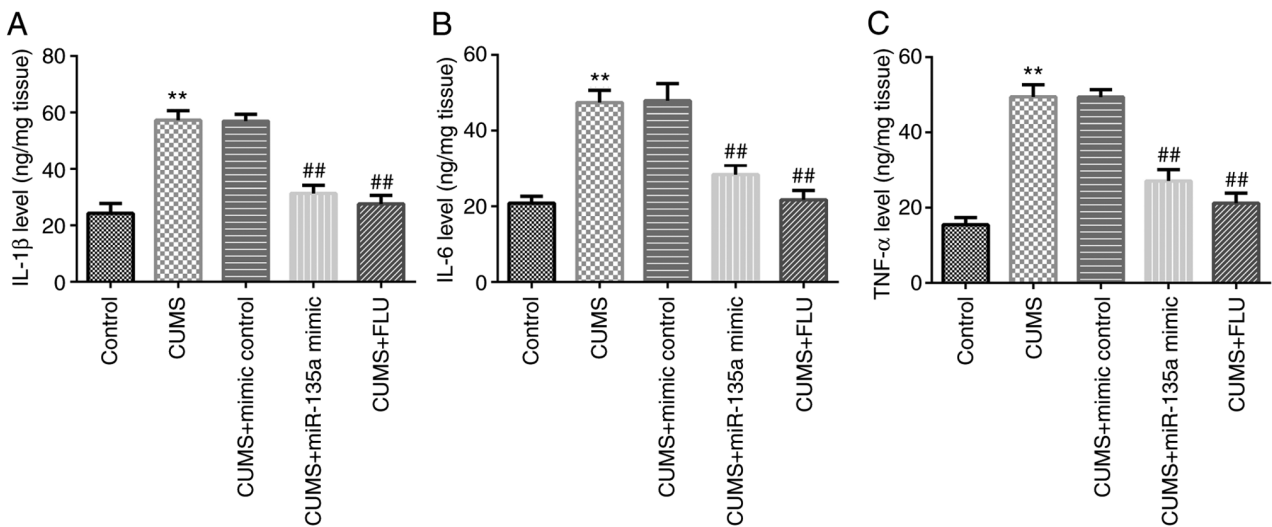 A
IL-1β level (ng/mg tissue)
80
60
40
20
0
**
##
##
Control
CUMS
CUMS+mimic control
CUMS+miR-135a mimic
CUMS+FLU
B
IL-6 level (ng/mg tissue)
60
40
20
0
**
##
##
Control
CUMS
CUMS+mimic control
CUMS+miR-135a mimic
CUMS+FLU
C
TNF-α level (ng/mg tissue)
60
40
20
0
**
##
##
Control
CUMS
CUMS+mimic control
CUMS+miR-135a mimic
CUMS+FLU